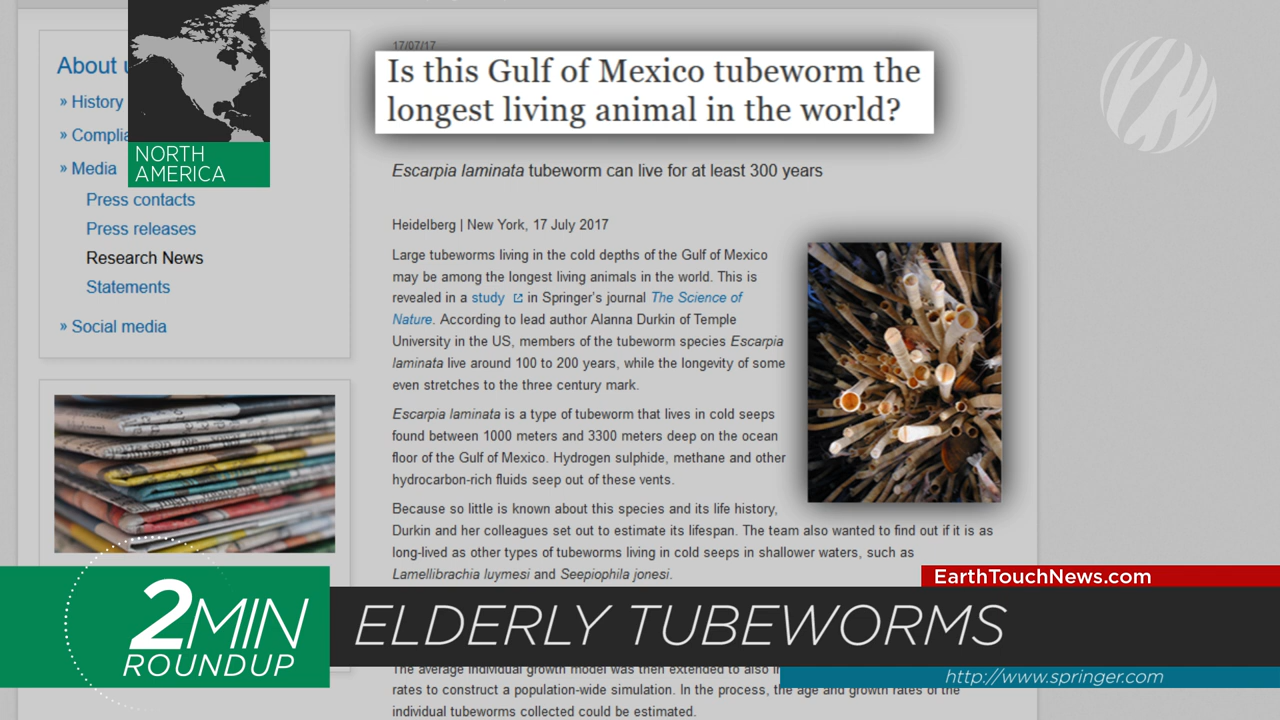 17/07/17
Is this Gulf of Mexico tubeworm the
longest living animal in the world?
About
» History
» Media
Press contacts
Press releases
Research News
Statements
» Social media
NORTH
AMERICA
Escarpia laminata tubeworm can live for at least 300 years
Heidelberg | New York, 17 July 2017
Large tubeworms living in the cold depths of the Gulf of Mexico
may be among the longest living animals in the world. This is
revealed in a study in Springer's journal The Science of
Nature. According to lead author Alanna Durkin of Temple
University in the US, members of the tubeworm species Escarpia
laminata live around 100 to 200 years, while the longevity of some
even stretches to the three century mark.
Escarpia laminata is a type of tubeworm that lives in cold seeps
found between 1000 meters and 3300 meters deep on the ocean
floor of the Gulf of Mexico. Hydrogen sulphide, methane and other
hydrocarbon-rich fluids seep out of these vents.
Because so little is known about this species and its life history,
Durkin and her colleagues set out to estimate its lifespan. The team also wanted to find out if it is as
long-lived as other types of tubeworms living in cold seeps in shallower waters, such as
Lamellibrachia luymesi and Seepiophila jonesi.
EarthTouchNews.com
2MIN
ROUNDUP
ELDERLY TUBEWORMS
http://www.springer.com
The average individual growth model was then extended to also
rates to construct a population-wide simulation. In the process, the age and growth rates of the
individual tubeworms collected could be estimated.